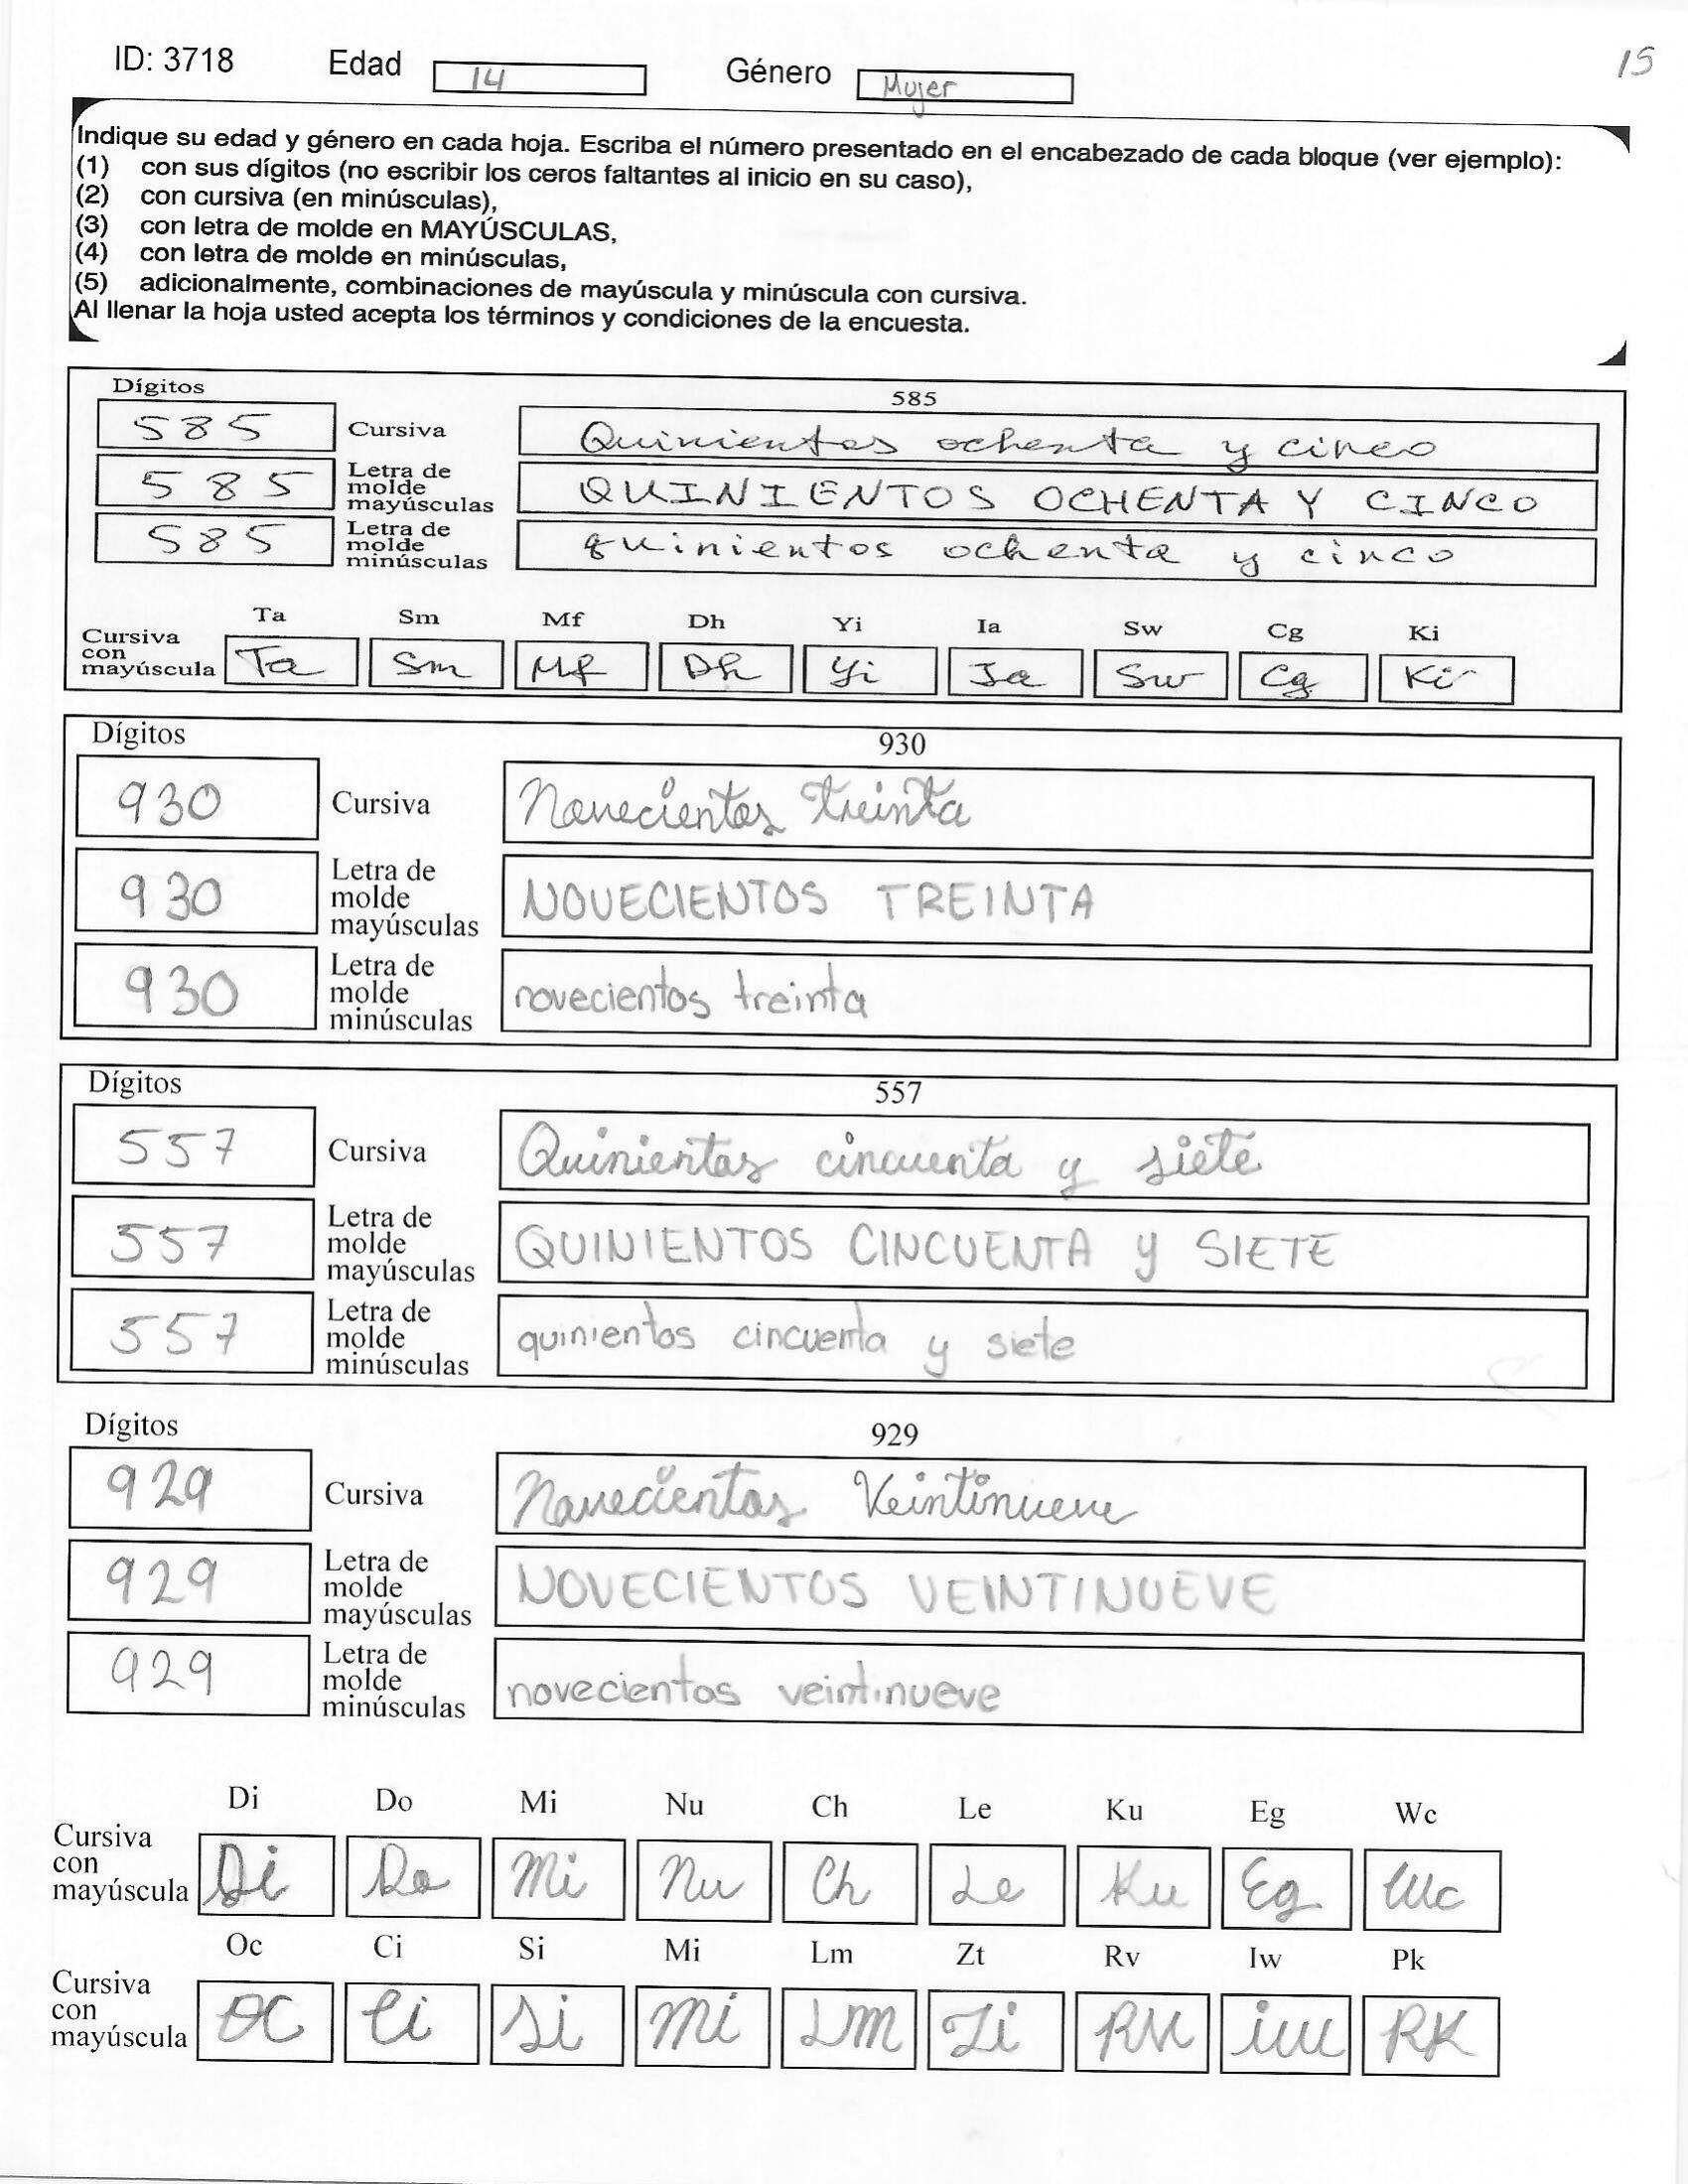 ID: 3718 Edad 14 Género Mujer 15
Indique su edad y género en cada hoja. Escriba el número presentado en el encabezado de cada bloque (ver ejemplo):
(1) con sus dígitos (no escribir los ceros faltantes al inicio en su caso),
(2) con cursiva (en minúsculas),
(3) con letra de molde en MAYÚSCULAS,
(4) con letra de molde en minúsculas,
(5) adicionalmente, combinaciones de mayúscula y minúscula con cursiva.
Al llenar la hoja usted acepta los términos y condiciones de la encuesta.
Dígitos 585
585 Cursiva Quinientos ochenta y cinco
585 Letra de molde mayúsculas QUINIENTOS OCHENTA Y CINCO
585 Letra de molde minúsculas quinientos ochenta y cinco
Ta Sm Mf Dh Yi Ia Sw Cg Ki
Cursiva con mayúscula Ta Sm Mf Dh Yi Ia Sw Cg Ki
Dígitos 930
930 Cursiva Novecientos treinta
930 Letra de molde mayúsculas NOVECIENTOS TREINTA
930 Letra de molde minúsculas novecientos treinta
Dígitos 557
557 Cursiva Quinientos cincuenta y siete
557 Letra de molde mayúsculas QUINIENTOS CINCUENTA y SIETE
557 Letra de molde minúsculas quinientos cincuenta y siete
Dígitos 929
929 Cursiva Novecientos Veintinueve
929 Letra de molde mayúsculas NOVECIENTOS VEINTINUEVE
929 Letra de molde minúsculas novecientos veintinueve
Di Do Mi Nu Ch Le Ku Eg Wc
Cursiva con mayúscula Di Do Mi Nu Ch Le Ku Eg Wc
Oc Ci Si Mi Lm Zt Rv Iw Pk
Cursiva con mayúscula OC Ci Si Mi Lm Zi Rv iw RK